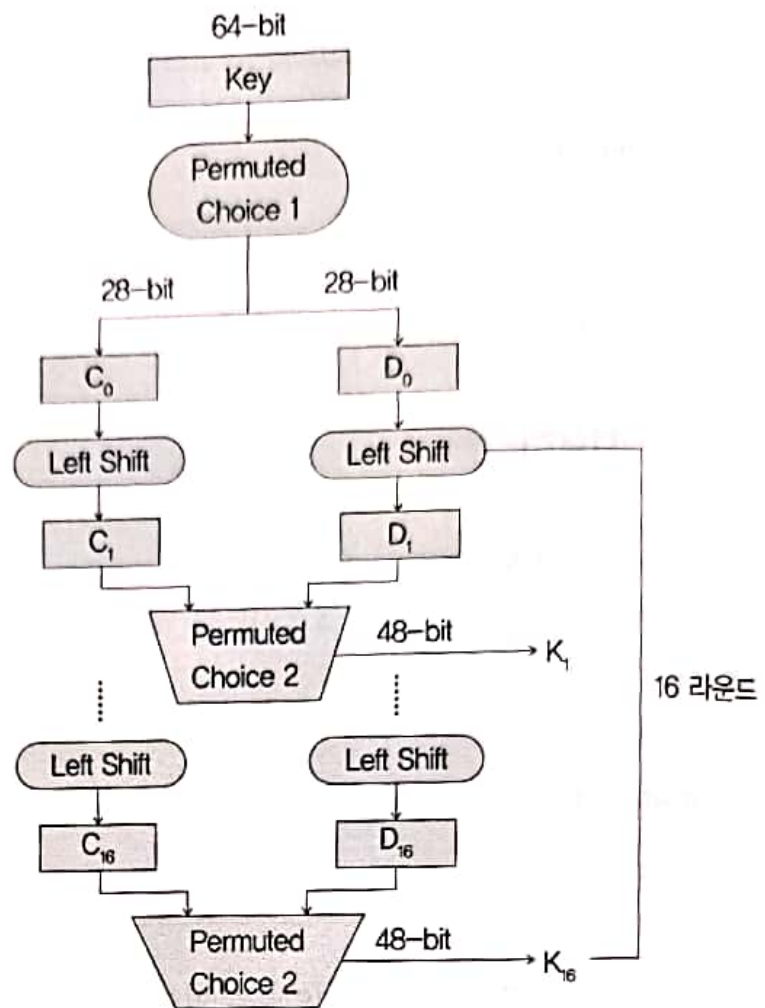 64-bit
Key
Permuted
Choice 1
28-bit 28-bit
C₀ D₀
Left Shift Left Shift
C₁ D₁
Permuted
Choice 2
48-bit
K₁
16 라운드
Left Shift Left Shift
C₁₆ D₁₆
Permuted
Choice 2
48-bit
K₁₆